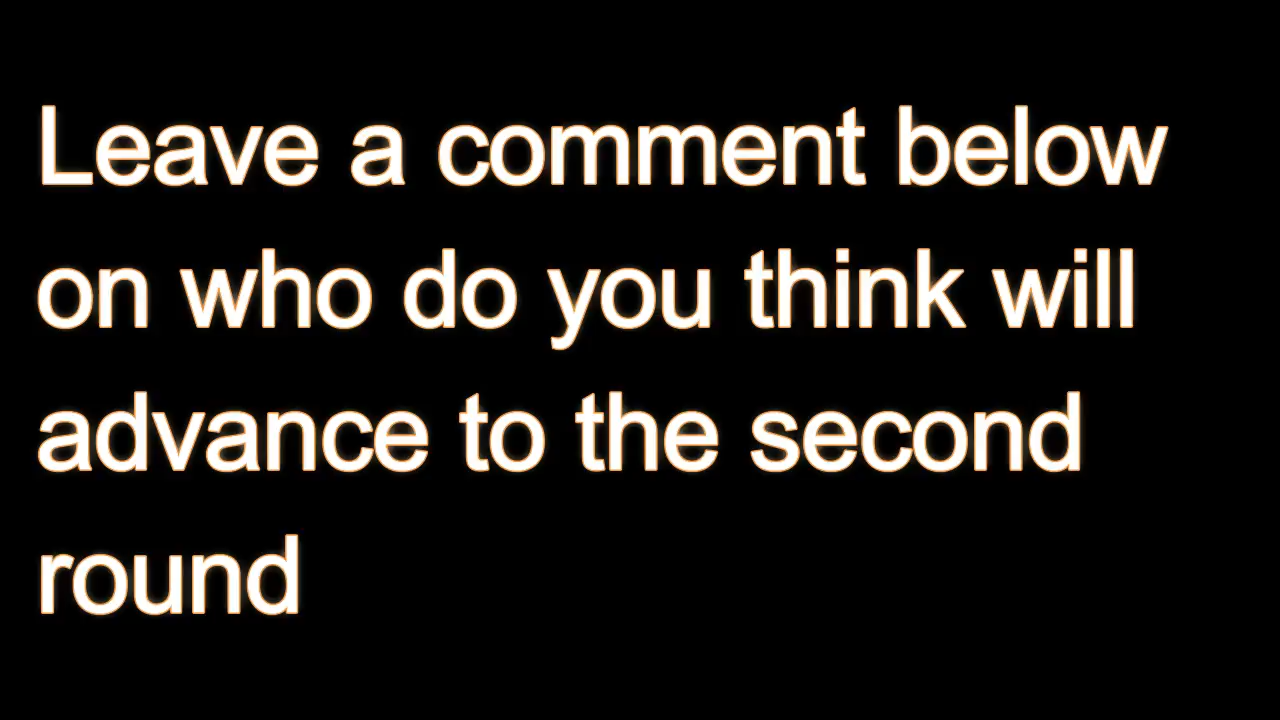 Leave a comment below
on who do you think will
advance to the second
round